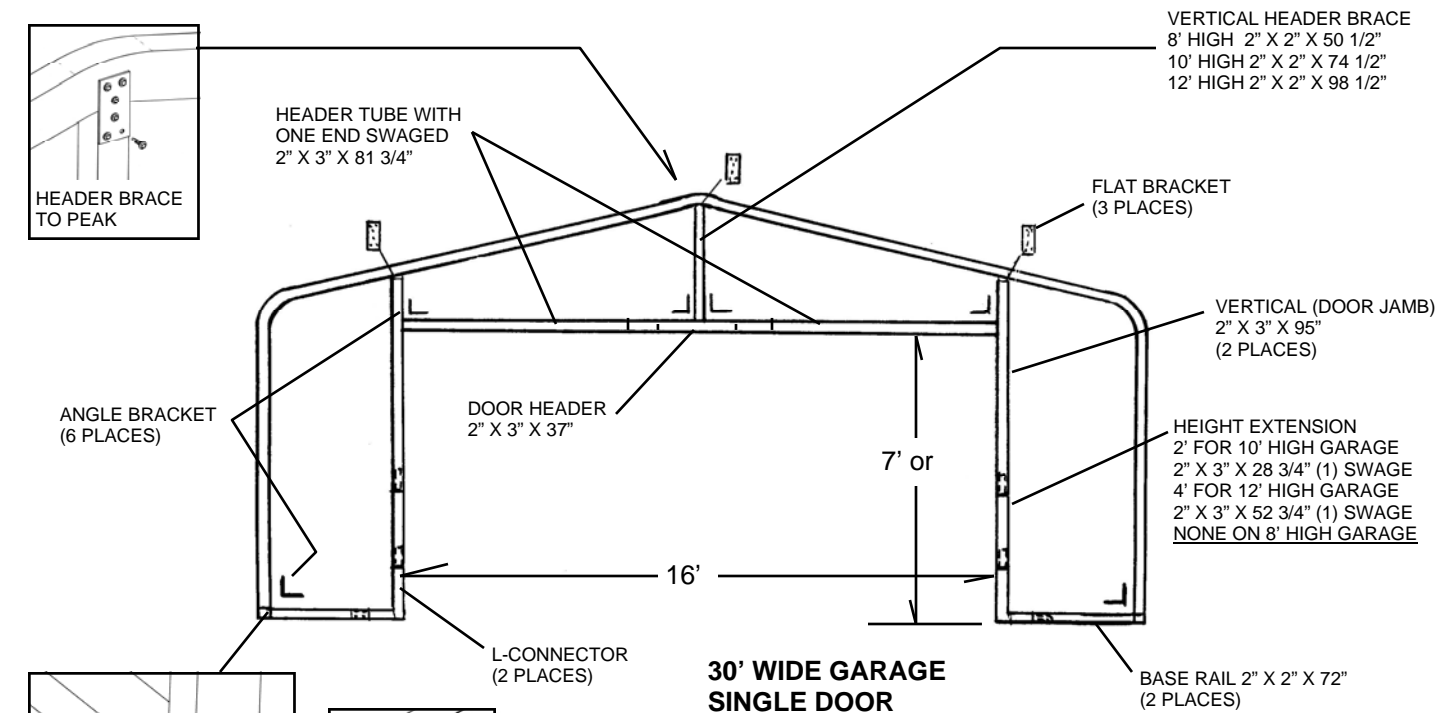 HEADER BRACE
TO PEAK
HEADER TUBE WITH
ONE END SWAGED
2” X 3” X 81 3/4”
VERTICAL HEADER BRACE
8’ HIGH 2” X 2” X 50 1/2”
10’ HIGH 2” X 2” X 74 1/2”
12’ HIGH 2” X 2” X 98 1/2”
FLAT BRACKET
(3 PLACES)
VERTICAL (DOOR JAMB)
2” X 3” X 95”
(2 PLACES)
ANGLE BRACKET
(6 PLACES)
DOOR HEADER
2” X 3” X 37”
7’ or
HEIGHT EXTENSION
2’ FOR 10’ HIGH GARAGE
2” X 3” X 28 3/4” (1) SWAGE
4’ FOR 12’ HIGH GARAGE
2” X 3” X 52 3/4” (1) SWAGE
NONE ON 8’ HIGH GARAGE
16’
L-CONNECTOR
(2 PLACES)
30’ WIDE GARAGE
SINGLE DOOR
BASE RAIL 2” X 2” X 72”
(2 PLACES)